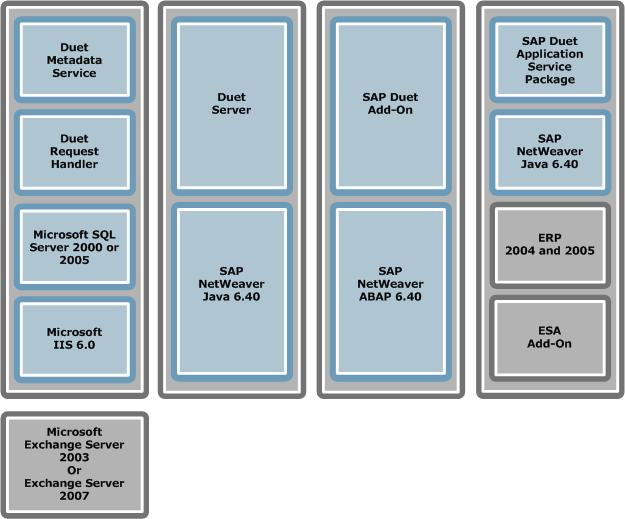 Duet
Metadata
Service
Duet
Request
Handler
Microsoft SQL
Server 2000 or
2005
Microsoft
IIS 6.0
Duet
Server
SAP
NetWeaver
Java 6.40
SAP Duet
Add-On
SAP
NetWeaver
ABAP 6.40
SAP Duet
Application
Service
Package
SAP
NetWeaver
Java 6.40
ERP
2004 and 2005
ESA
Add-On
Microsoft
Exchange Server
2003
Or
Exchange Server
2007